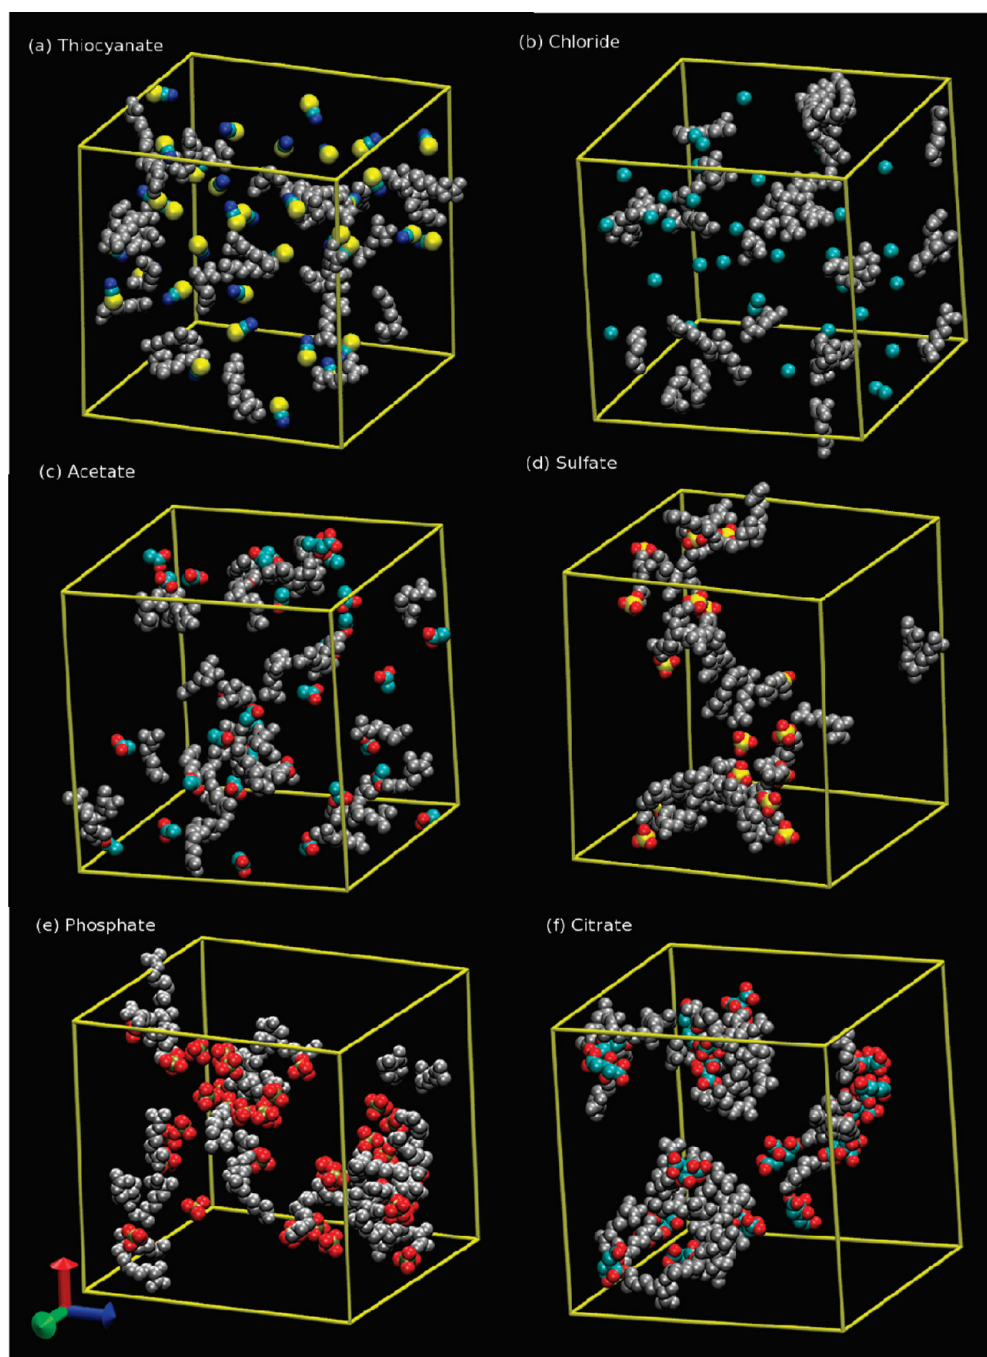 (a) Thiocyanate
(b) Chloride
(c) Acetate
(d) Sulfate
(e) Phosphate
(f) Citrate